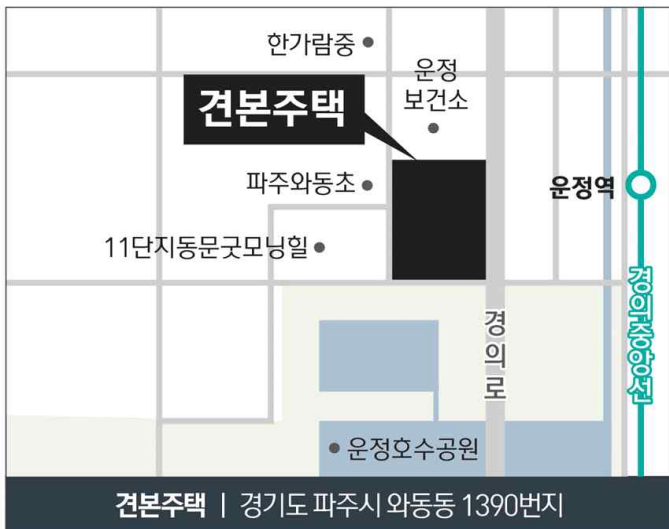 한가람중
운정
보건소
견본주택
파주와동초
운정역
11단지동문굿모닝힐
경의중앙선
경의로
운정호수공원
견본주택 | 경기도 파주시 와동동 1390번지